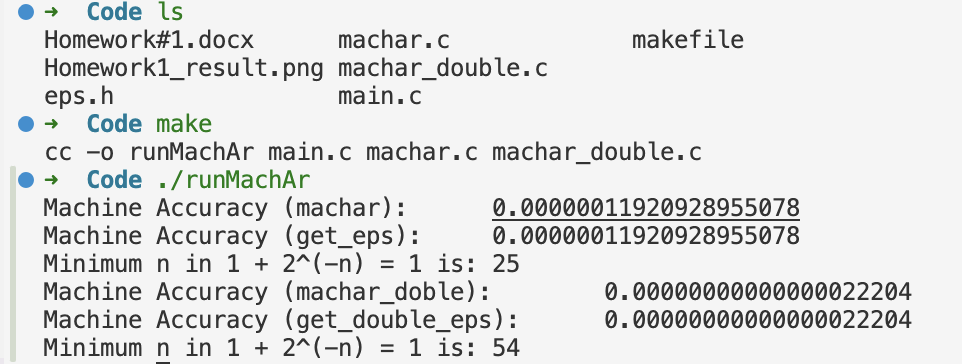 → Code ls
Homework#1.docx machar.c makefile
Homework1_result.png machar_double.c
eps.h main.c
→ Code make
cc -o runMachAr main.c machar.c machar_double.c
→ Code ./runMachAr
Machine Accuracy (machar): 0.00000011920928955078
Machine Accuracy (get_eps): 0.00000011920928955078
Minimum n in 1 + 2^(-n) = 1 is: 25
Machine Accuracy (machar_doble): 0.00000000000000022204
Machine Accuracy (get_double_eps): 0.00000000000000022204
Minimum n in 1 + 2^(-n) = 1 is: 54